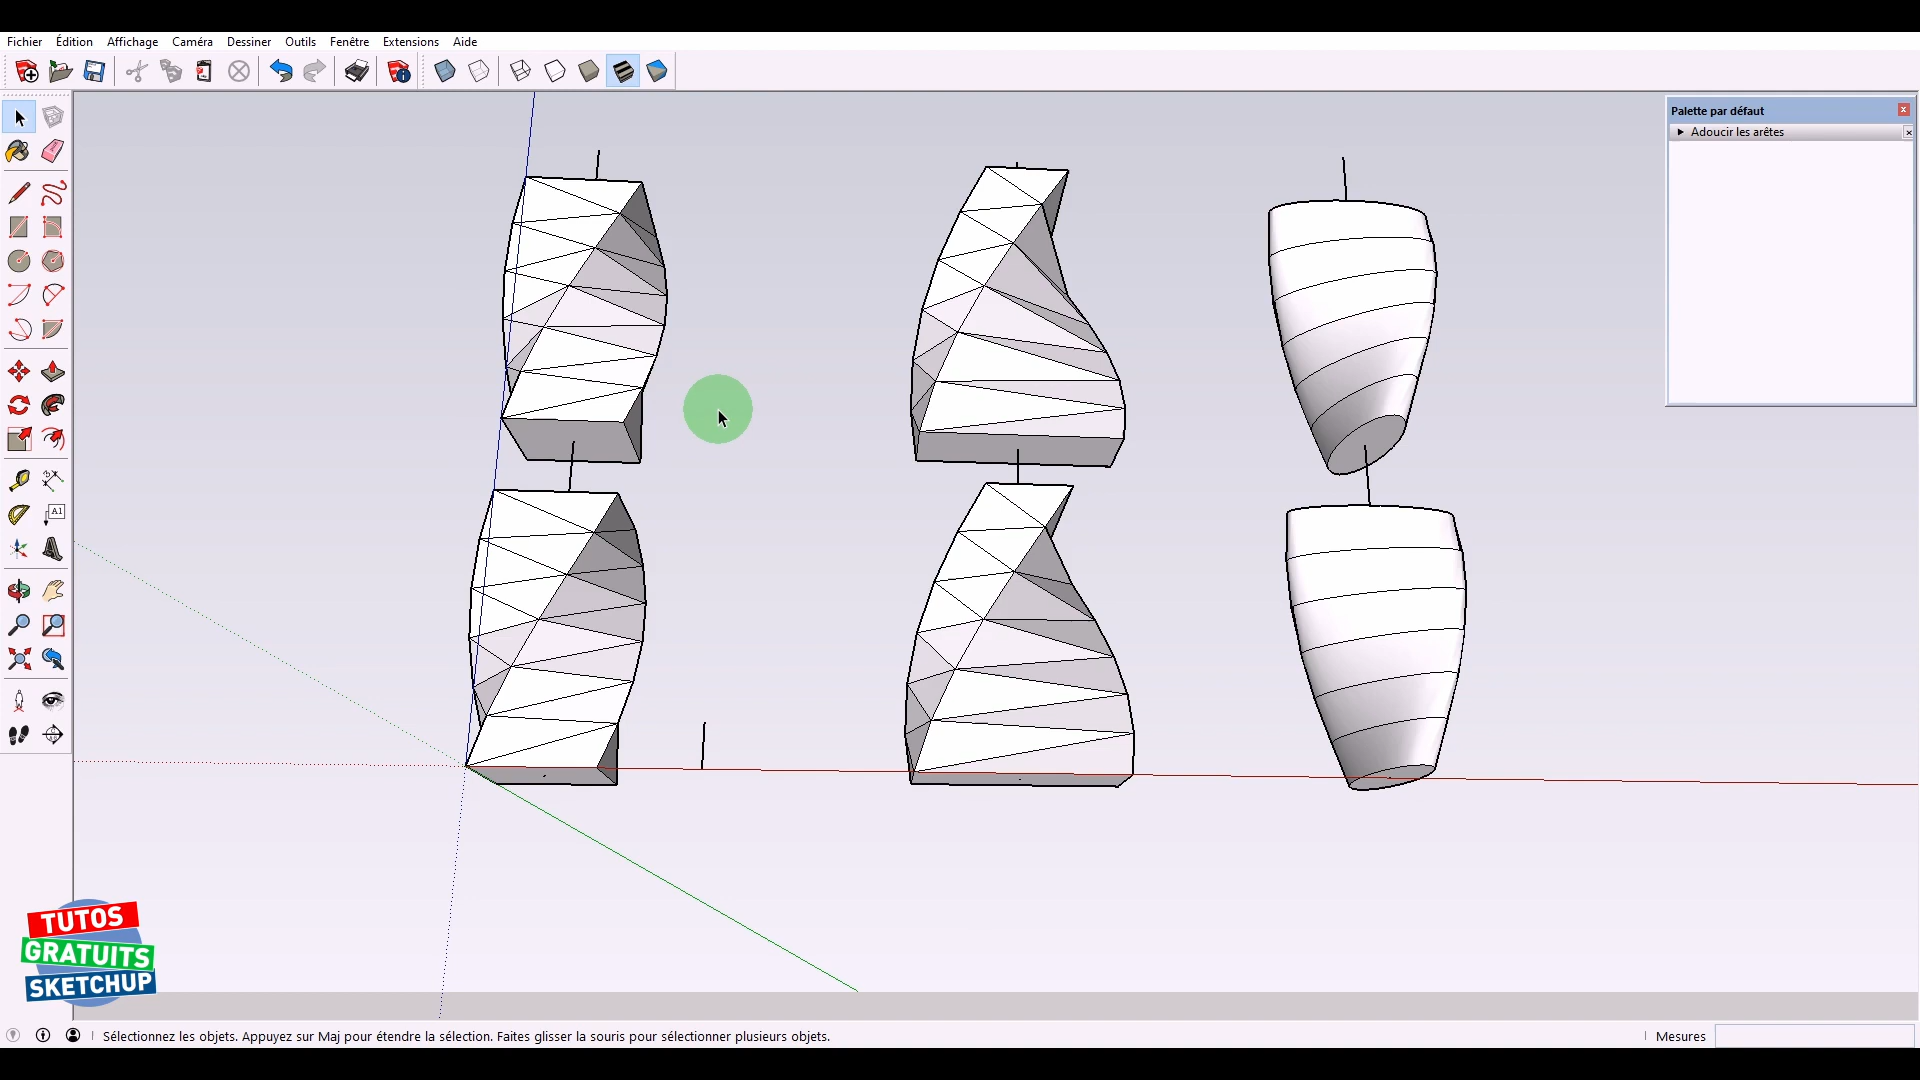 Fichier Édition Affichage Caméra Dessiner Outils Fenêtre Extensions Aide
Palette par défaut
Adoucir les arêtes
A1
TUTOS
GRATUITS
SKETCHUP
Sélectionnez les objets. Appuyez sur Maj pour étendre la sélection. Faites glisser la souris pour sélectionner plusieurs objets.
Mesures